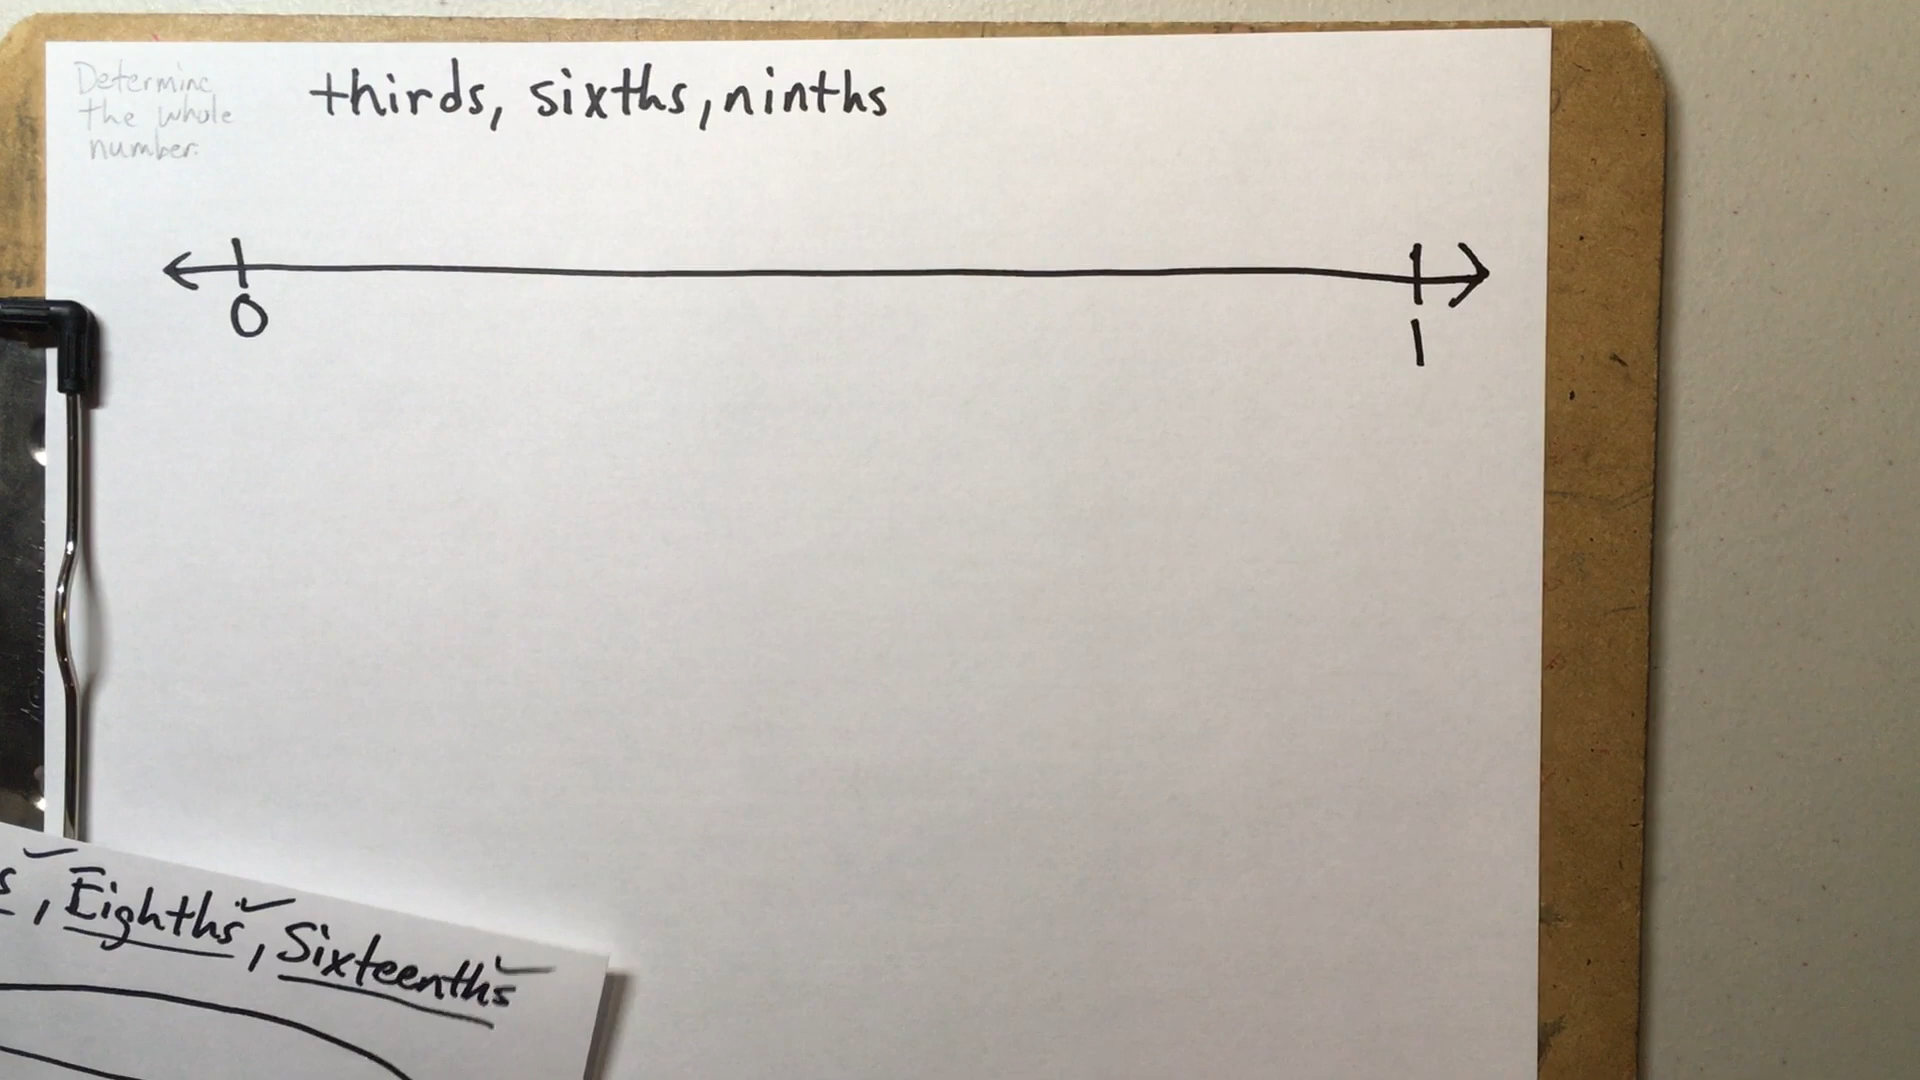 Determine
the whole
number.
thirds, sixths, ninths
0
1
, Eighths, Sixteenths